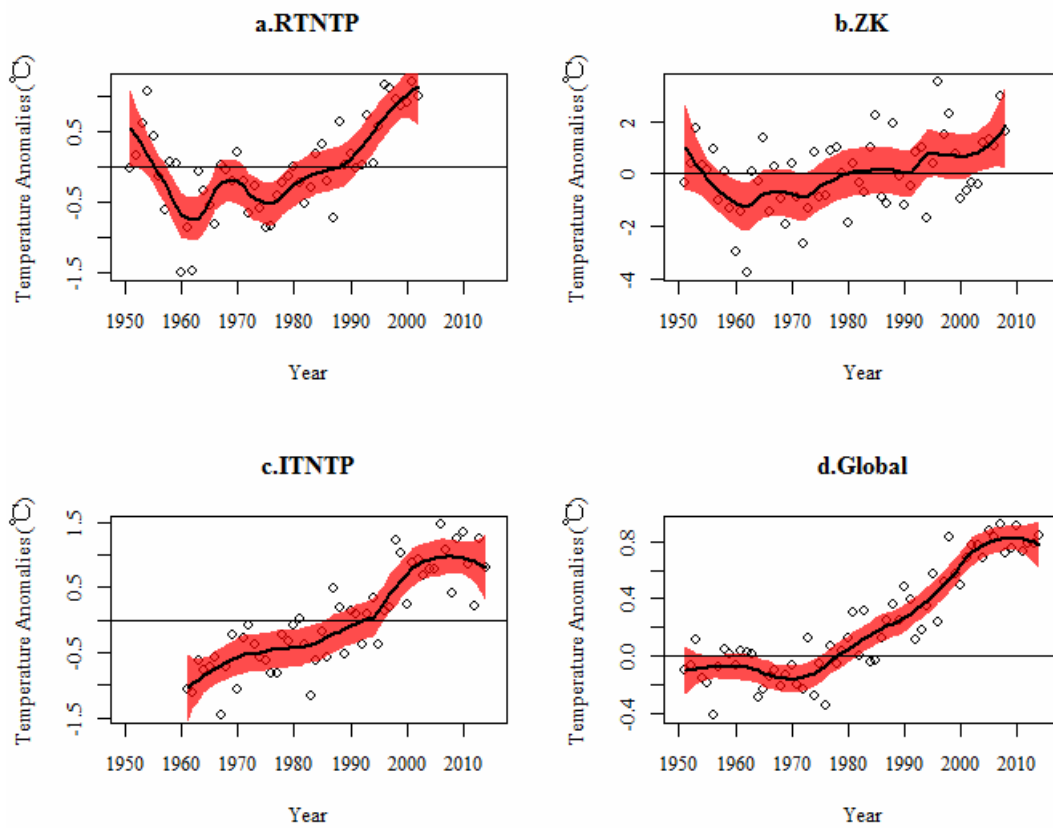 a.RTNTP
Temperature Anomalies(℃)
0.5
-0.5
-1.5
1950 1960 1970 1980 1990 2000 2010
Year
b.ZK
Temperature Anomalies(℃)
2
0
-2
-4
1950 1960 1970 1980 1990 2000 2010
Year
c.ITNTP
Temperature Anomalies(℃)
1.5
0.5
-0.5
-1.5
1950 1960 1970 1980 1990 2000 2010
Year
d.Global
Temperature Anomalies(℃)
0.8
0.4
0.0
-0.4
1950 1960 1970 1980 1990 2000 2010
Year